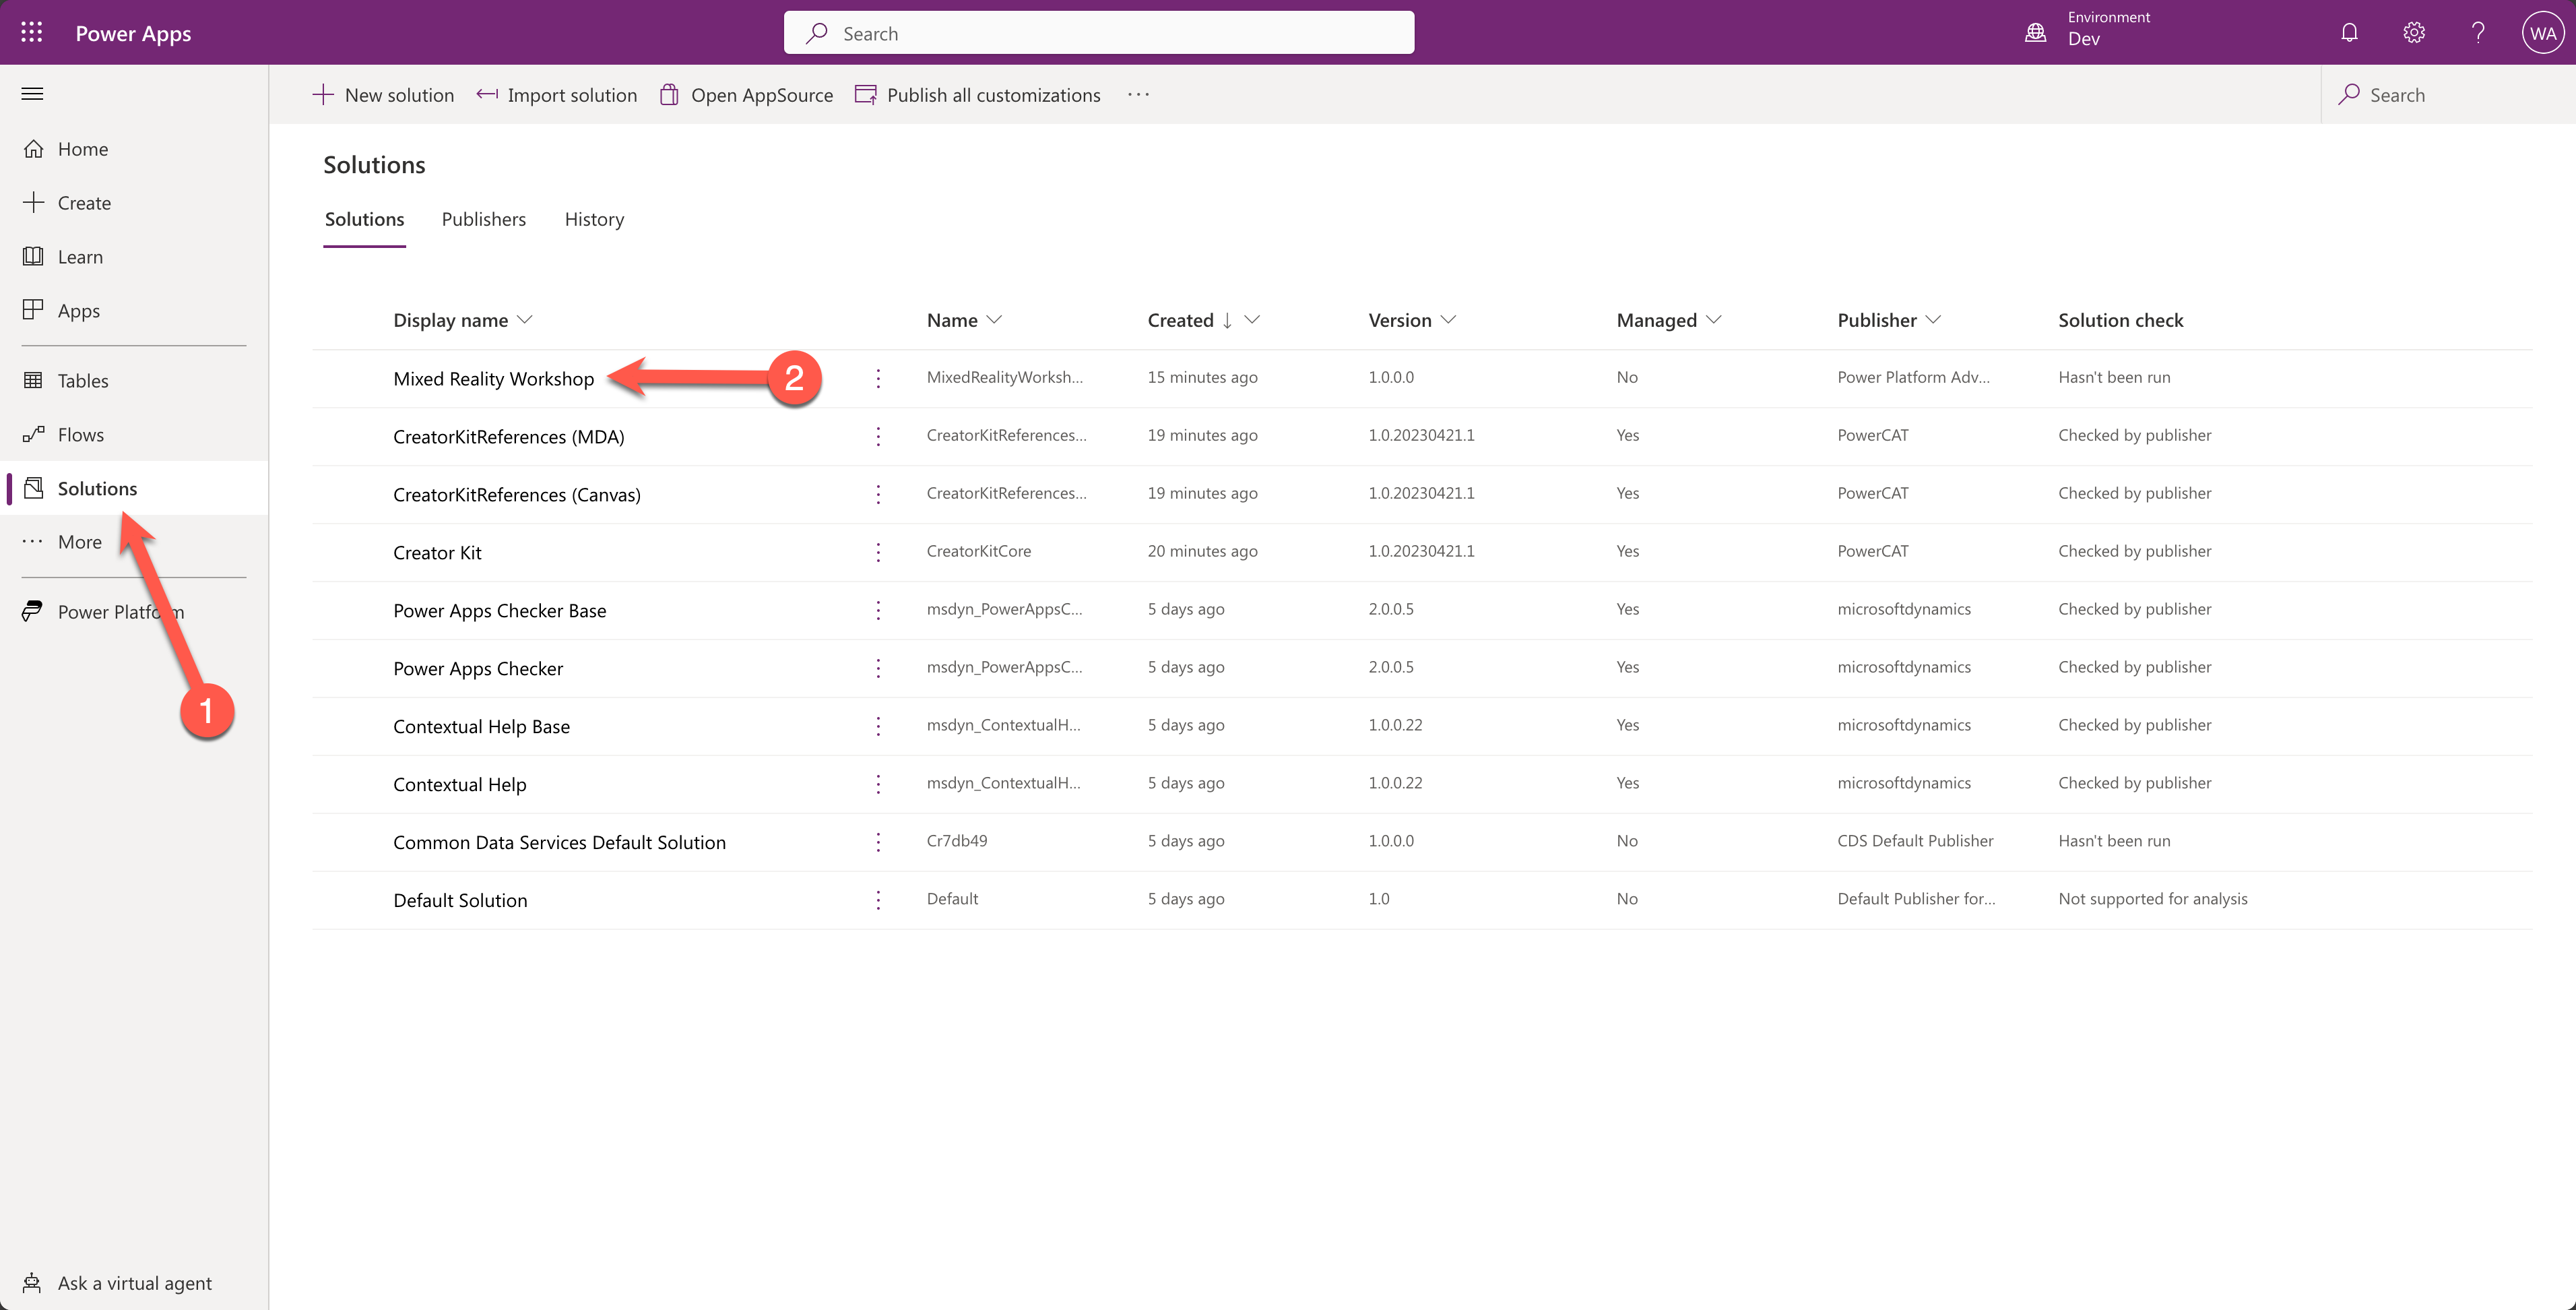 Power Apps
Search
Environment
Dev
?
WA
New solution
Import solution
Open AppSource
Publish all customizations
...
Search
Home
Create
Learn
Apps
Tables
Flows
Solutions
More
Power Platform
1
Ask a virtual agent
Solutions
Solutions Publishers History
Display name Name Created ↓ Version Managed Publisher Solution check
Mixed Reality Workshop 2 MixedRealityWorksh... 15 minutes ago 1.0.0.0 No Power Platform Adv... Hasn't been run
CreatorKitReferences (MDA) CreatorKitReferences... 19 minutes ago 1.0.20230421.1 Yes PowerCAT Checked by publisher
CreatorKitReferences (Canvas) CreatorKitReferences... 19 minutes ago 1.0.20230421.1 Yes PowerCAT Checked by publisher
Creator Kit CreatorKitCore 20 minutes ago 1.0.20230421.1 Yes PowerCAT Checked by publisher
Power Apps Checker Base msdyn_PowerAppsC... 5 days ago 2.0.0.5 Yes microsoftdynamics Checked by publisher
Power Apps Checker msdyn_PowerAppsC... 5 days ago 2.0.0.5 Yes microsoftdynamics Checked by publisher
Contextual Help Base msdyn_ContextualH... 5 days ago 1.0.0.22 Yes microsoftdynamics Checked by publisher
Contextual Help msdyn_ContextualH... 5 days ago 1.0.0.22 Yes microsoftdynamics Checked by publisher
Common Data Services Default Solution Cr7db49 5 days ago 1.0.0.0 No CDS Default Publisher Hasn't been run
Default Solution Default 5 days ago 1.0 No Default Publisher for... Not supported for analysis